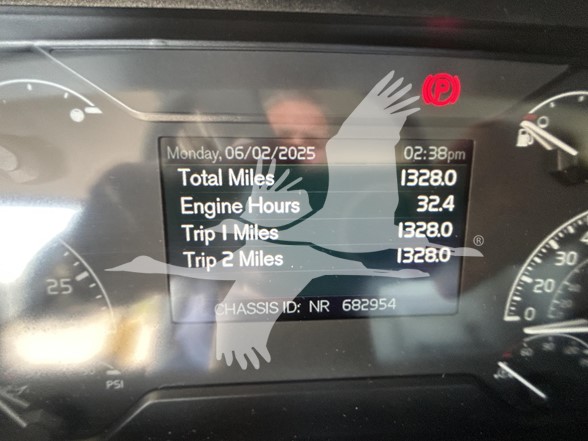 Monday, 06/02/2025 02:38pm
Total Miles 1328.0
Engine Hours 32.4
Trip 1 Miles 1328.0
Trip 2 Miles 1328.0
CHASSIS ID: NR 682954
®
P
25
PSI
30
20
0